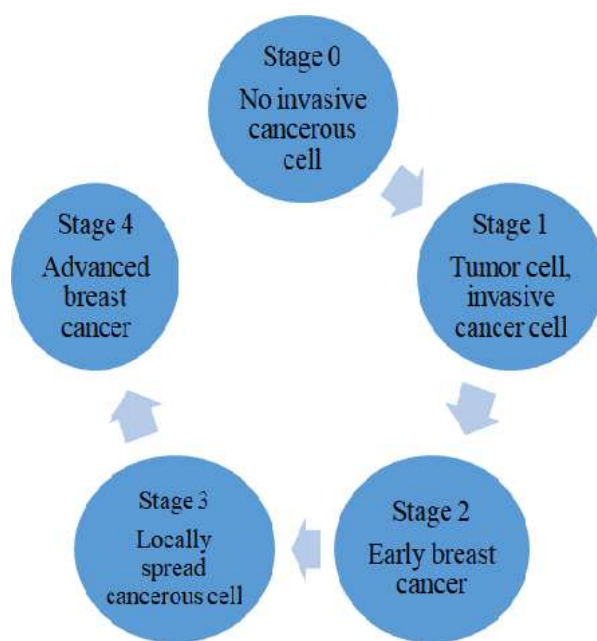 Stage 0
No invasive
cancerous
cell
Stage 1
Tumor cell,
invasive
cancer cell
Stage 2
Early breast
cancer
Stage 3
Locally
spread
cancerous cell
Stage 4
Advanced
breast
cancer